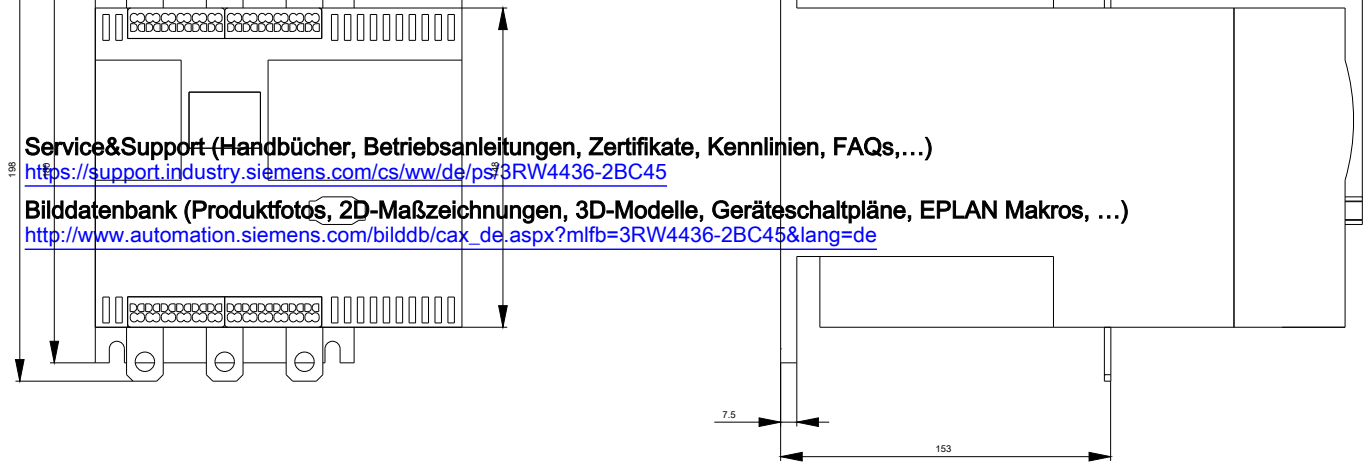 Service&Support (Handbücher, Betriebsanleitungen, Zertifikate, Kennlinien, FAQs,...)
https://support.industry.siemens.com/cs/ww/de/ps/3RW4436-2BC45
Bilddatenbank (Produktfotos, 2D-Maßzeichnungen, 3D-Modelle, Geräteschaltpläne, EPLAN Makros, ...)
http://www.automation.siemens.com/bilddb/cax_de.aspx?mlfb=3RW4436-2BC45&lang=de
198
7.5
153